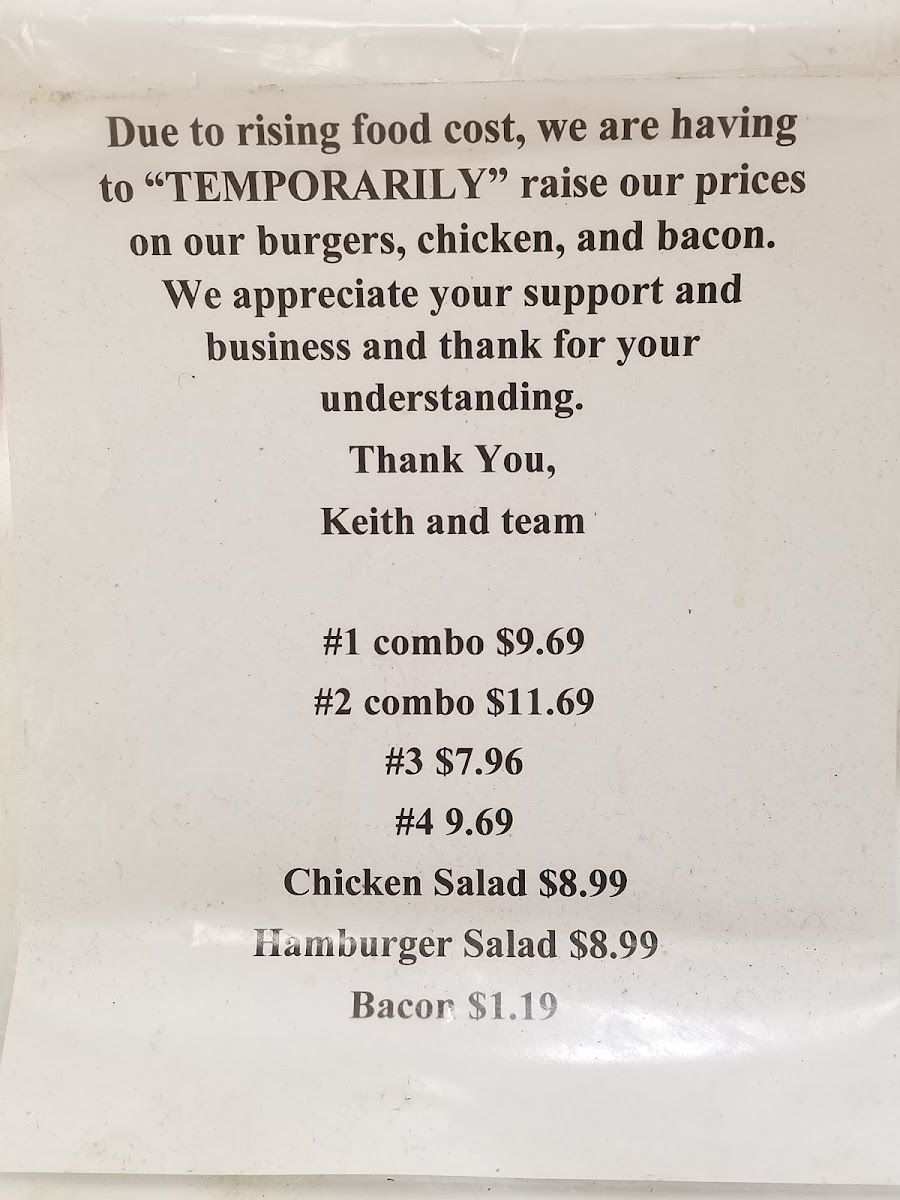 Due to rising food cost, we are having
to “TEMPORARILY” raise our prices
on our burgers, chicken, and bacon.
We appreciate your support and
business and thank for your
understanding.
Thank You,
Keith and team
#1 combo $9.69
#2 combo $11.69
#3 $7.96
#4 9.69
Chicken Salad $8.99
Hamburger Salad $8.99
Bacon $1.19